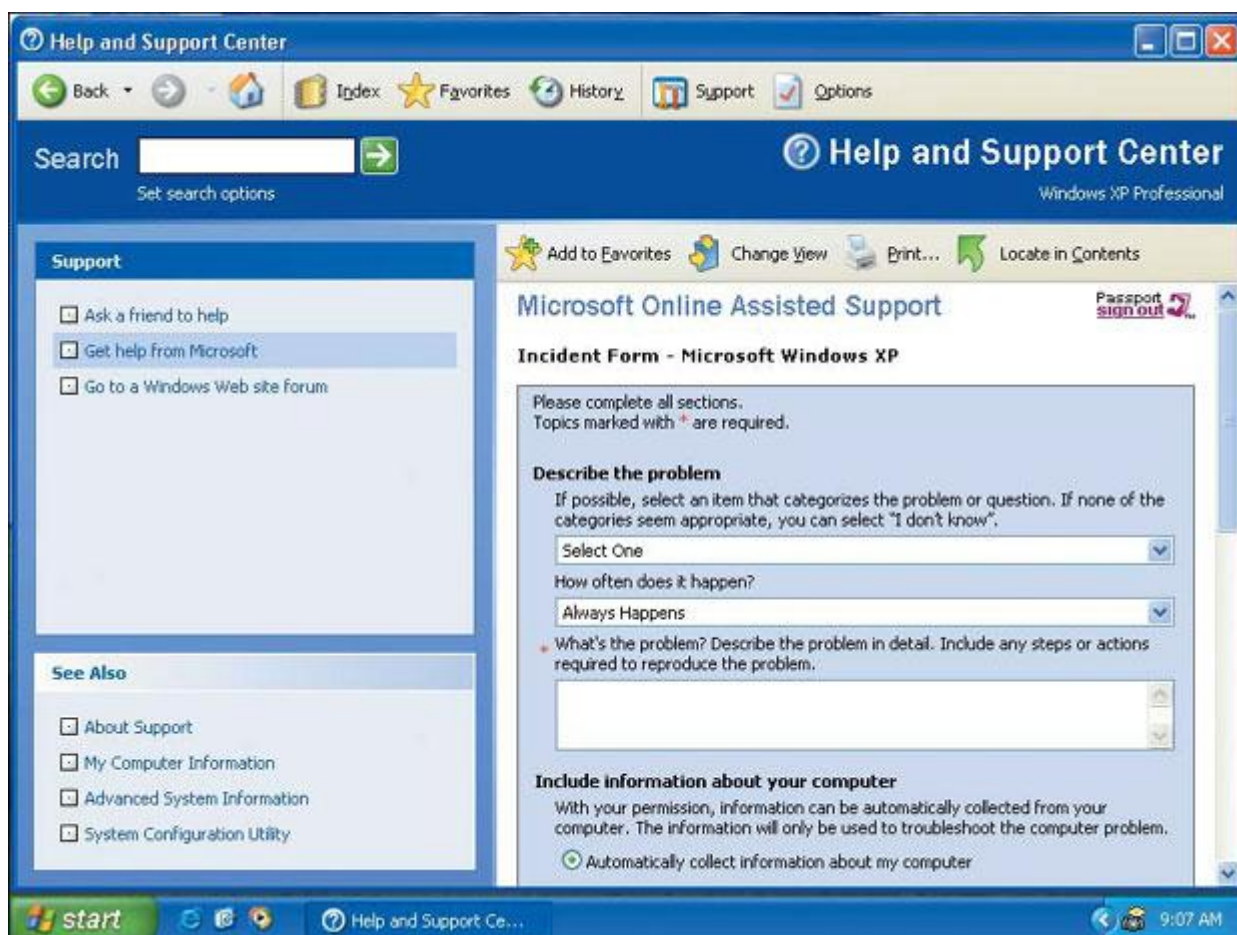 Help and Support Center
Back
Index
Favorites
History
Support
Options
Search
Set search options
Help and Support Center
Windows XP Professional
Support
Ask a friend to help
Get help from Microsoft
Go to a Windows Web site forum
See Also
About Support
My Computer Information
Advanced System Information
System Configuration Utility
Add to Favorites
Change View
Print...
Locate in Contents
Microsoft Online Assisted Support
Passport
sign out
Incident Form - Microsoft Windows XP
Please complete all sections.
Topics marked with * are required.
Describe the problem
If possible, select an item that categorizes the problem or question. If none of the
categories seem appropriate, you can select "I don't know".
Select One
How often does it happen?
Always Happens
* What's the problem? Describe the problem in detail. Include any steps or actions
required to reproduce the problem.
Include information about your computer
With your permission, information can be automatically collected from your
computer. The information will only be used to troubleshoot the computer problem.
Automatically collect information about my computer
start
Help and Support Ce...
9:07 AM